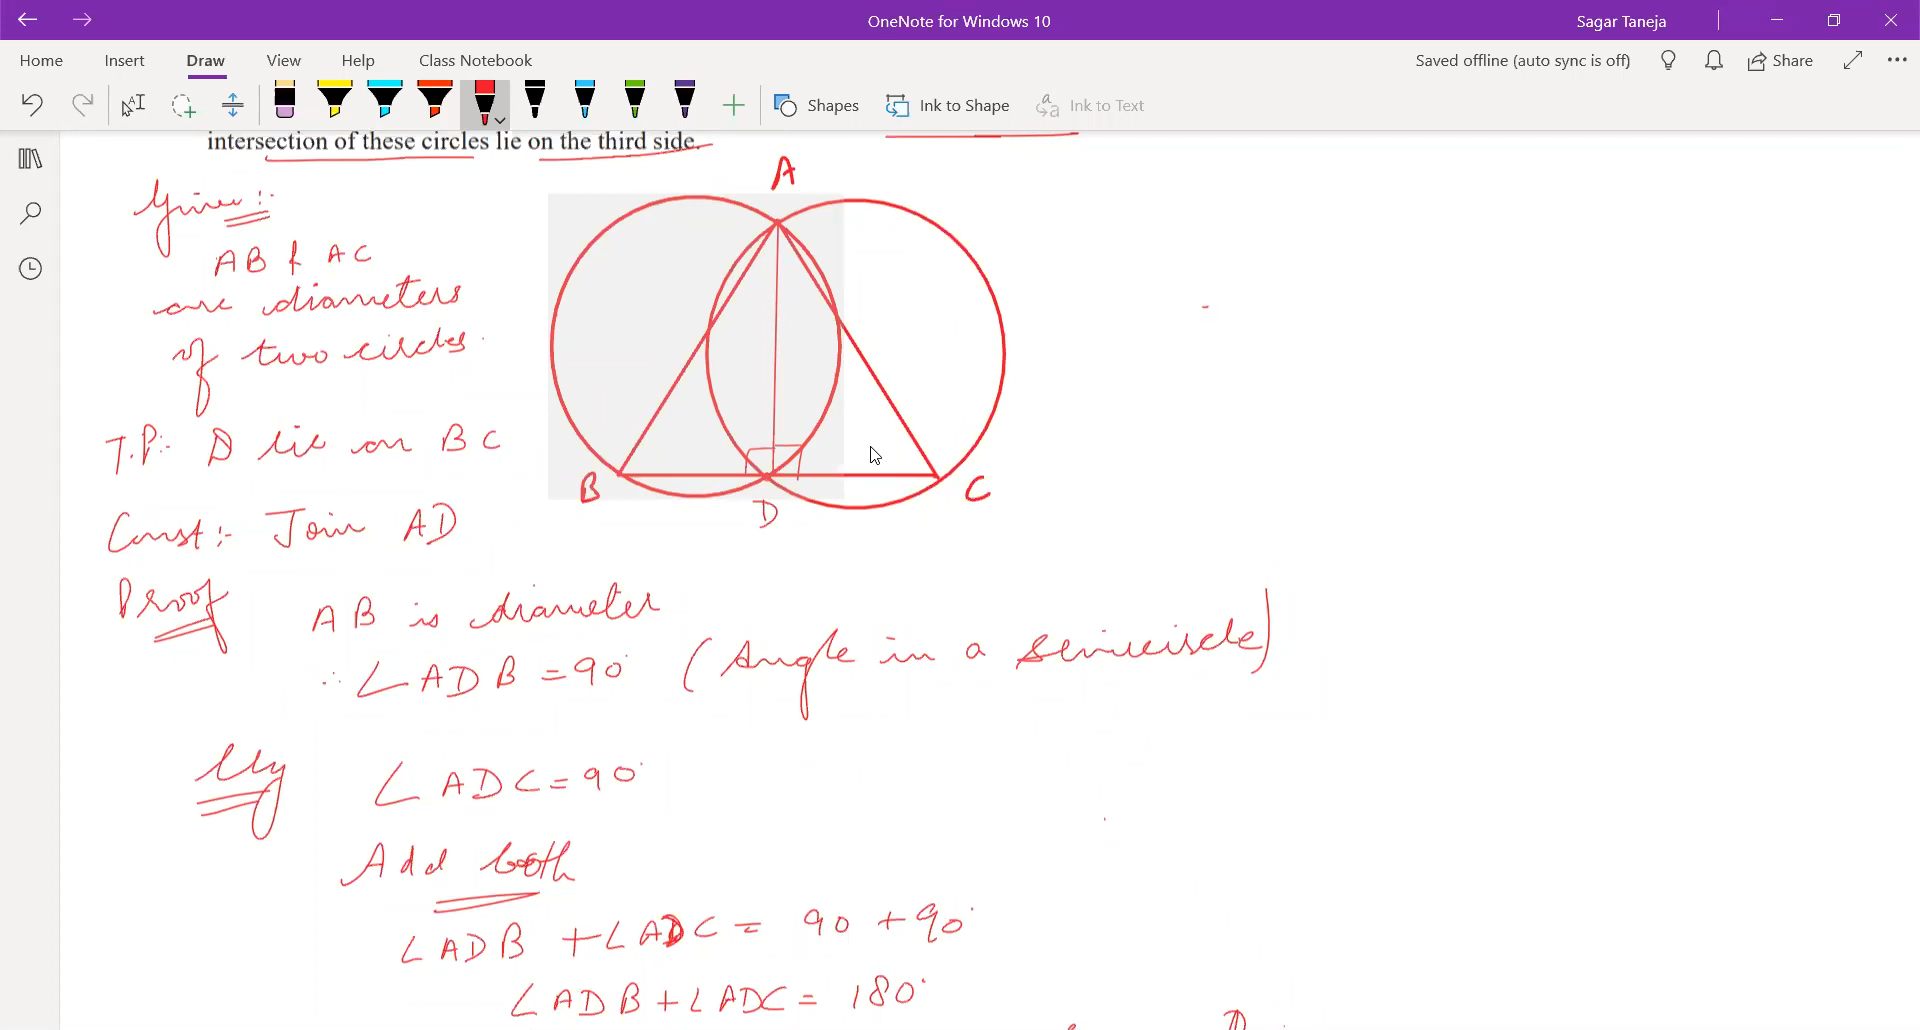 OneNote for Windows 10
Sagar Taneja
Home Insert Draw View Help Class Notebook
Saved offline (auto sync is off) Share
Shapes Ink to Shape Ink to Text
intersection of these circles lie on the third side.
A
Given :-
AB & AC
are diameters
of two circles.
T.P:- D lie on BC
B D C
Const :- Join AD
Proof AB is diameter
∴ ∠ADB = 90° (Angle in a semicircle)
lly ∠ADC = 90°
Add both
∠ADB + ∠ADC = 90 + 90°
∠ADB + ∠ADC = 180°